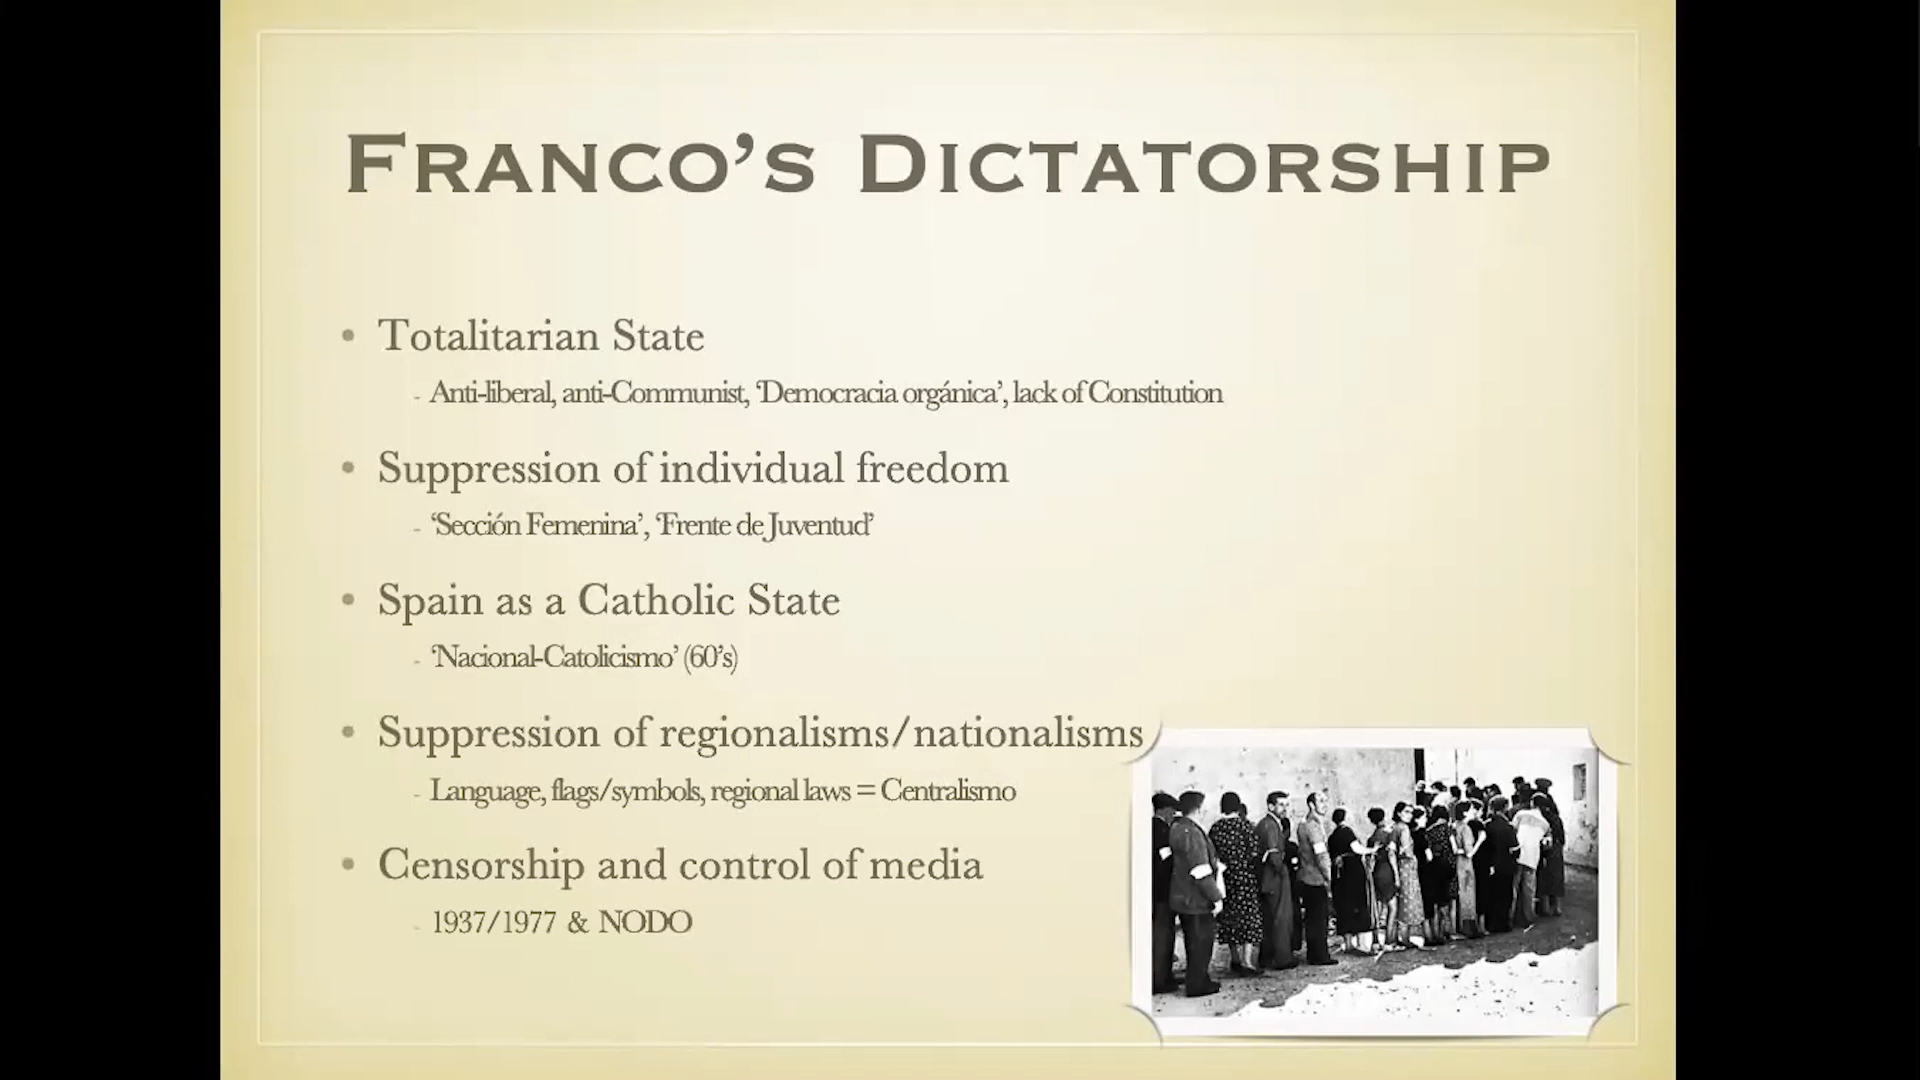 Franco's Dictatorship
• Totalitarian State
- Anti-liberal, anti-Communist, 'Democracia orgánica', lack of Constitution
• Suppression of individual freedom
- 'Sección Femenina', 'Frente de Juventud'
• Spain as a Catholic State
- 'Nacional-Catolicismo' (60's)
• Suppression of regionalisms/nationalisms
- Language, flags/symbols, regional laws = Centralismo
• Censorship and control of media
- 1937/1977 & NODO